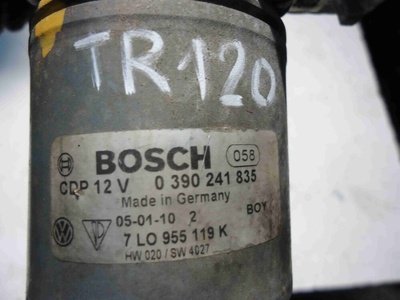 TR120
BOSCH 058
CDP 12 V 0 390 241 835
Made in Germany
05-01-10 2 BOY
7 L0 955 119 K
HW 020 / SW 4027